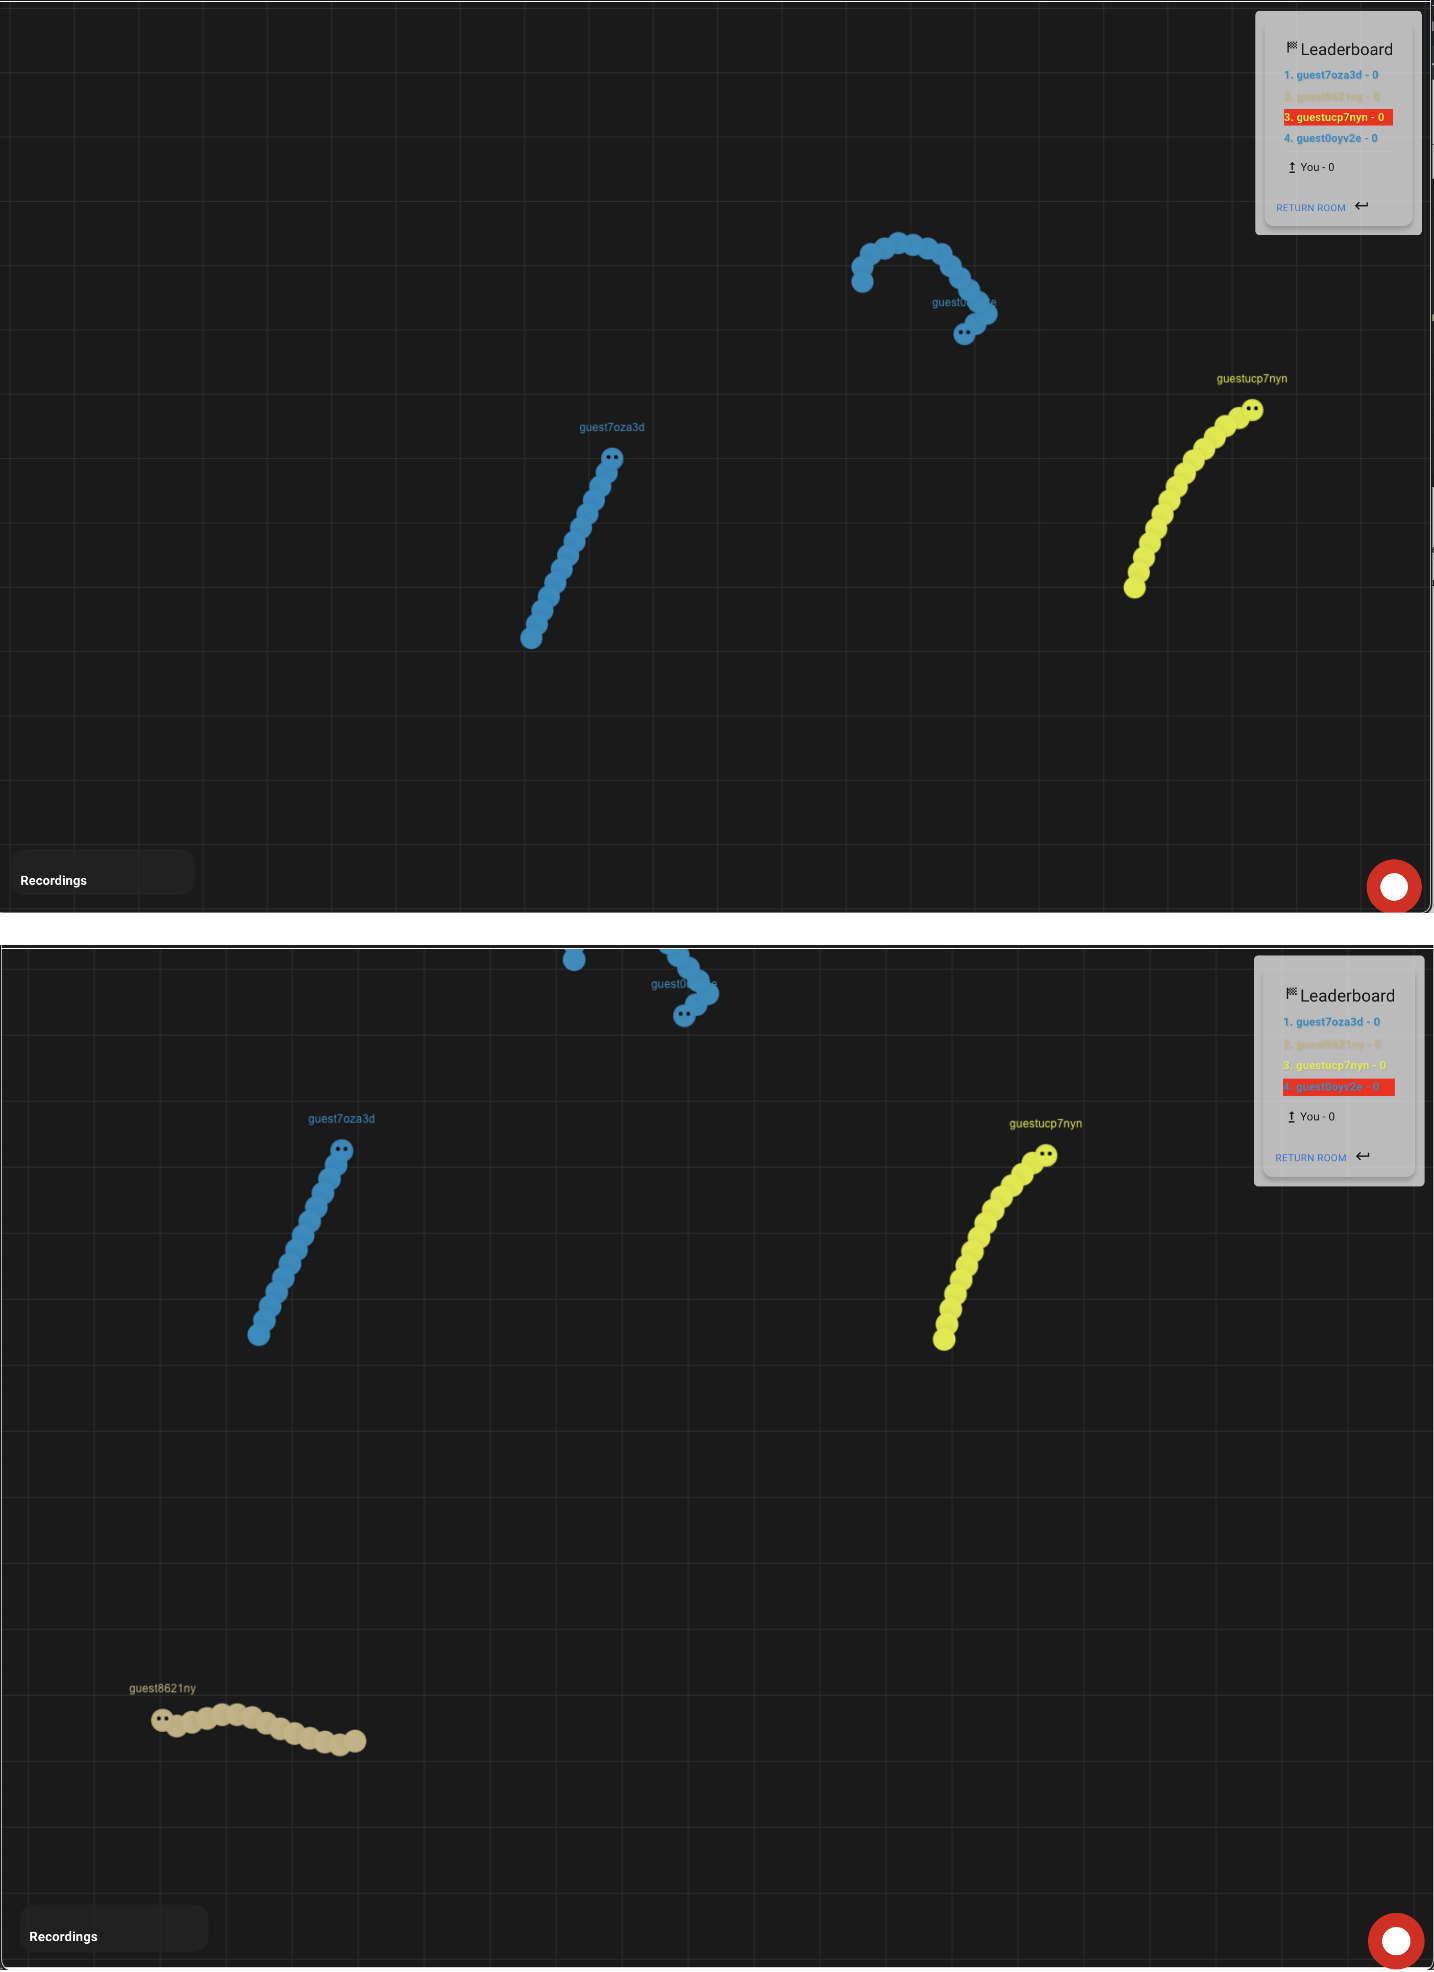 Leaderboard
1. guest7oza3d - 0
2. guest8621ny - 0
3. guestucp7nyn - 0
4. guest0oyv2e - 0
You - 0
RETURN ROOM
guest0 e
guestucp7nyn
guest7oza3d
Recordings
guest0 e
Leaderboard
1. guest7oza3d - 0
2. guest8621ny - 0
3. guestucp7nyn - 0
4. guest0oyv2e - 0
You - 0
RETURN ROOM
guest7oza3d
guestucp7nyn
guest8621ny
Recordings